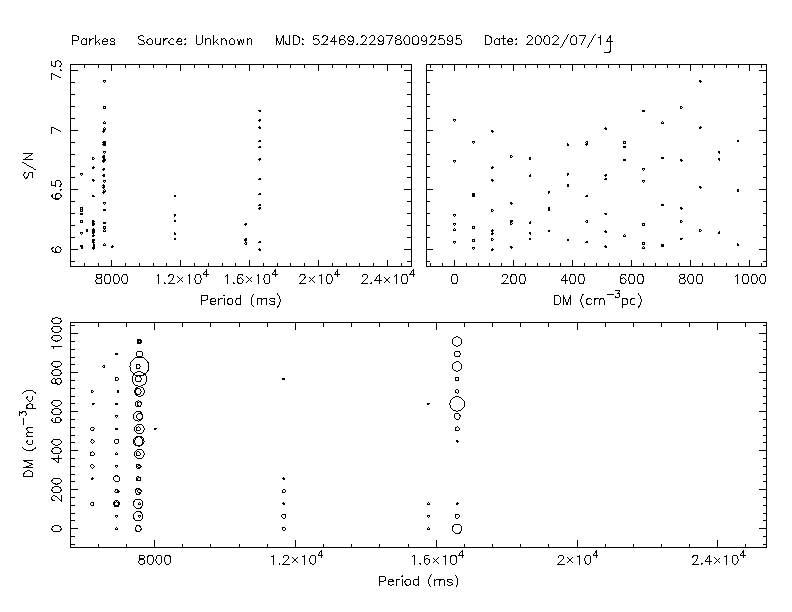 Parkes Source: Unknown MJD: 52469.229780092595 Date: 2002/07/14
7.5
7
6.5
6
S/N
8000 1.2×10⁴ 1.6×10⁴ 2×10⁴ 2.4×10⁴
Period (ms)
0 200 400 600 800 1000
DM (cm⁻³pc)
1000
800
600
400
200
0
DM (cm⁻³pc)
8000 1.2×10⁴ 1.6×10⁴ 2×10⁴ 2.4×10⁴
Period (ms)